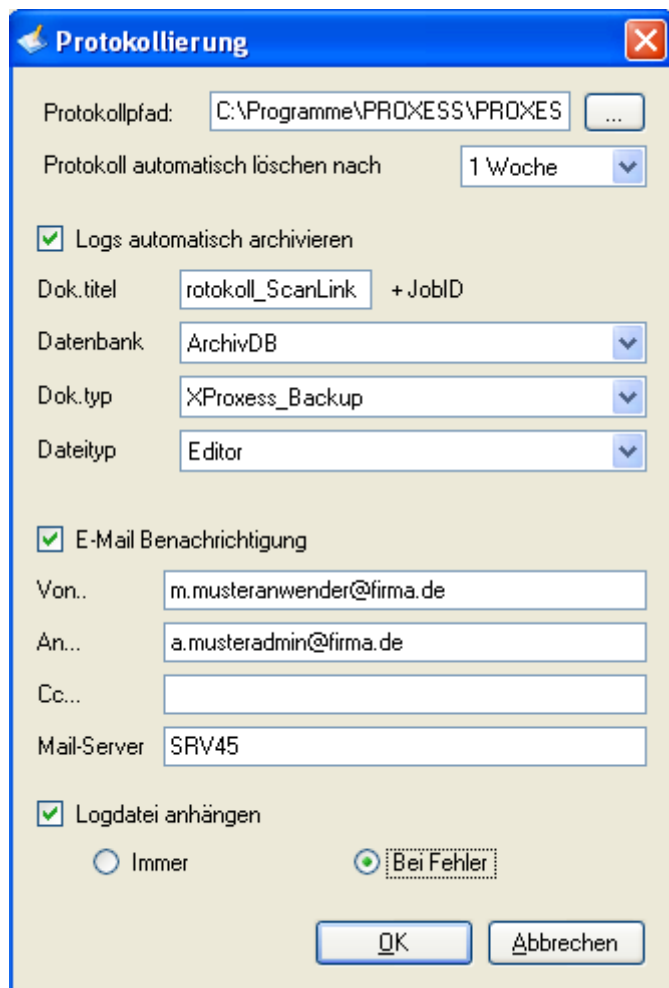 Protokollierung
Protokollpfad: C:\Programme\PROXESS\PROXES ...
Protokoll automatisch löschen nach 1 Woche
Logs automatisch archivieren
Dok.titel rotokoll_ScanLink + JobID
Datenbank ArchivDB
Dok.typ XProxess_Backup
Dateityp Editor
E-Mail Benachrichtigung
Von.. m.musteranwender@firma.de
An... a.musteradmin@firma.de
Cc...
Mail-Server SRV45
Logdatei anhängen
Immer Bei Fehler
OK Abbrechen